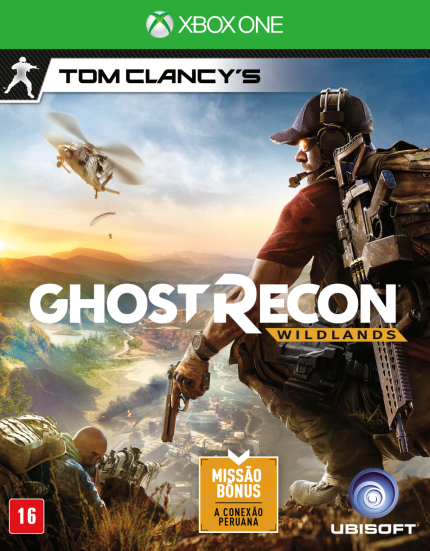 XBOX ONE
TOM CLANCY'S
GHOST RECON
WILDLANDS
MISSÃO
BÔNUS
A CONEXÃO
PERUANA
16
UBISOFT